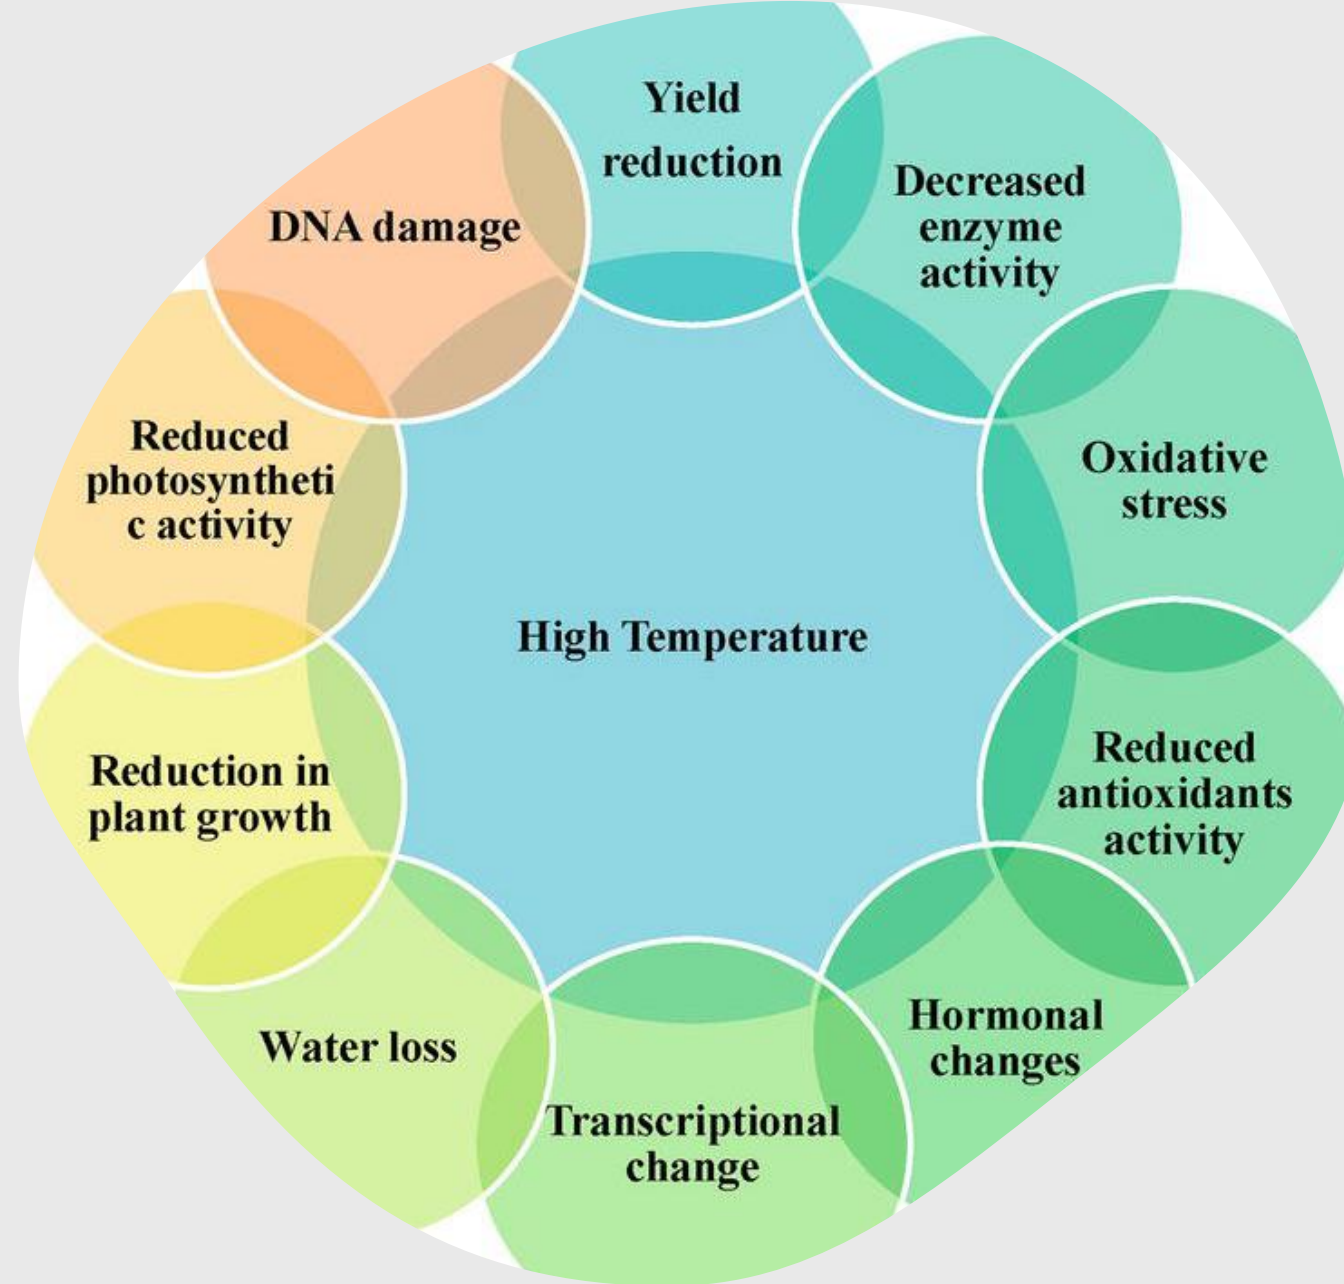 Yield
reduction
Decreased
enzyme
activity
Oxidative
stress
Reduced
antioxidants
activity
Hormonal
changes
Transcriptional
change
Water loss
Reduction in
plant growth
Reduced
photosyntheti
c activity
DNA damage
High Temperature